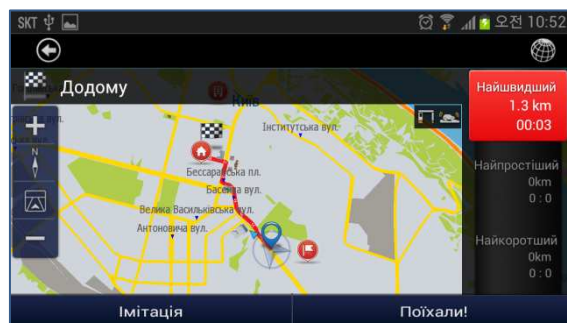 SKT
오전 10:52
Додому
Найшвидший
1.3 km
00:03
Київ
Інститутська вул.
Бессарабська пл.
Басейна вул.
Велика Васильківська вул.
Антоновича вул.
N
Найпростіший
0km
0 : 0
Найкоротший
0km
0 : 0
Імітація
Поїхали!